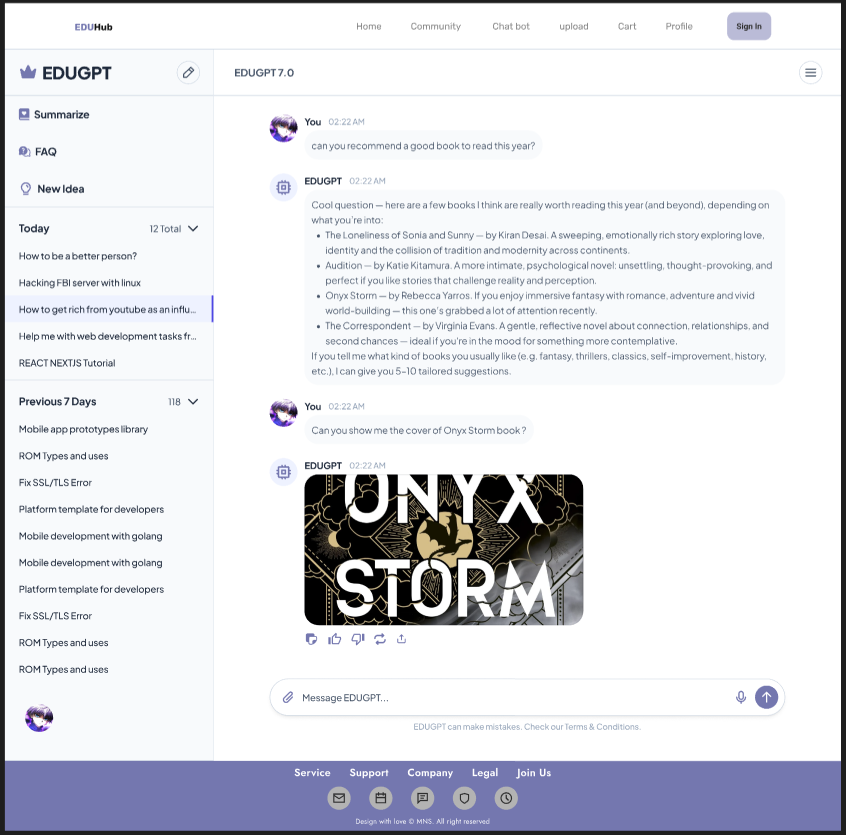 EDUHub
Home Community Chat bot upload Cart Profile Sign In
EDUGPT
EDUGPT 7.0
Summarize
FAQ
New Idea
Today 12 Total
How to be a better person?
Hacking FBI server with linux
How to get rich from youtube as an influ...
Help me with web development tasks fr...
REACT NEXTJS Tutorial
Previous 7 Days 118
Mobile app prototypes library
ROM Types and uses
Fix SSL/TLS Error
Platform template for developers
Mobile development with golang
Mobile development with golang
Platform template for developers
Fix SSL/TLS Error
ROM Types and uses
ROM Types and uses
You 02:22 AM
can you recommend a good book to read this year?
EDUGPT 02:22 AM
Cool question — here are a few books I think are really worth reading this year (and beyond), depending on
what you're into:
• The Loneliness of Sonia and Sunny — by Kiran Desai. A sweeping, emotionally rich story exploring love,
identity and the collision of tradition and modernity across continents.
• Audition — by Katie Kitamura. A more intimate, psychological novel: unsettling, thought-provoking, and
perfect if you like stories that challenge reality and perception.
• Onyx Storm — by Rebecca Yarros. If you enjoy immersive fantasy with romance, adventure and vivid
world-building — this one's grabbed a lot of attention recently.
• The Correspondent — by Virginia Evans. A gentle, reflective novel about connection, relationships, and
second chances — ideal if you're in the mood for something more contemplative.
If you tell me what kind of books you usually like (e.g. fantasy, thrillers, classics, self-improvement, history,
etc.), I can give you 5–10 tailored suggestions.
You 02:22 AM
Can you show me the cover of Onyx Storm book ?
EDUGPT 02:22 AM
ONYX
STORM
Message EDUGPT...
EDUGPT can make mistakes. Check our Terms & Conditions.
Service Support Company Legal Join Us
Design with love © MNS. All right reserved